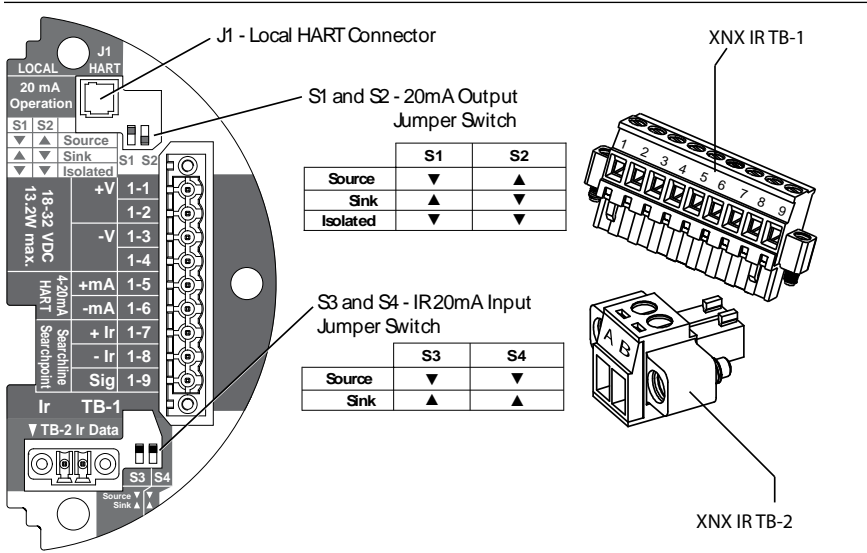 J1 - Local HART Connector
XNX IR TB-1
J1
LOCAL HART
20 mA
Operation
S1 S2
▼ ▲ Source
▲ ▼ Sink
▼ ▼ Isolated
S1 S2
S1 and S2 - 20mA Output
Jumper Switch
S1 S2
Source ▼ ▲
Sink ▲ ▼
Isolated ▼ ▼
1 2 3 4 5 6 7 8 9
18-32 VDC
13.2W max.
+V 1-1
1-2
-V 1-3
1-4
4-20mA
HART
+mA 1-5
-mA 1-6
Searchline
Searchpoint
+ Ir 1-7
- Ir 1-8
Sig 1-9
Ir TB-1
▼ TB-2 Ir Data
S3 S4
Source ▼ ▼
Sink ▲ ▲
S3 and S4 - IR 20mA Input
Jumper Switch
S3 S4
Source ▼ ▼
Sink ▲ ▲
A B
XNX IR TB-2